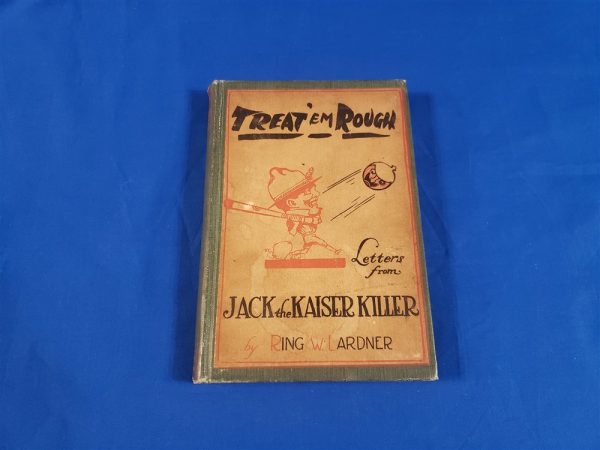 TREAT 'EM ROUGH
Letters
from
JACK the KAISER KILLER
by RING W. LARDNER